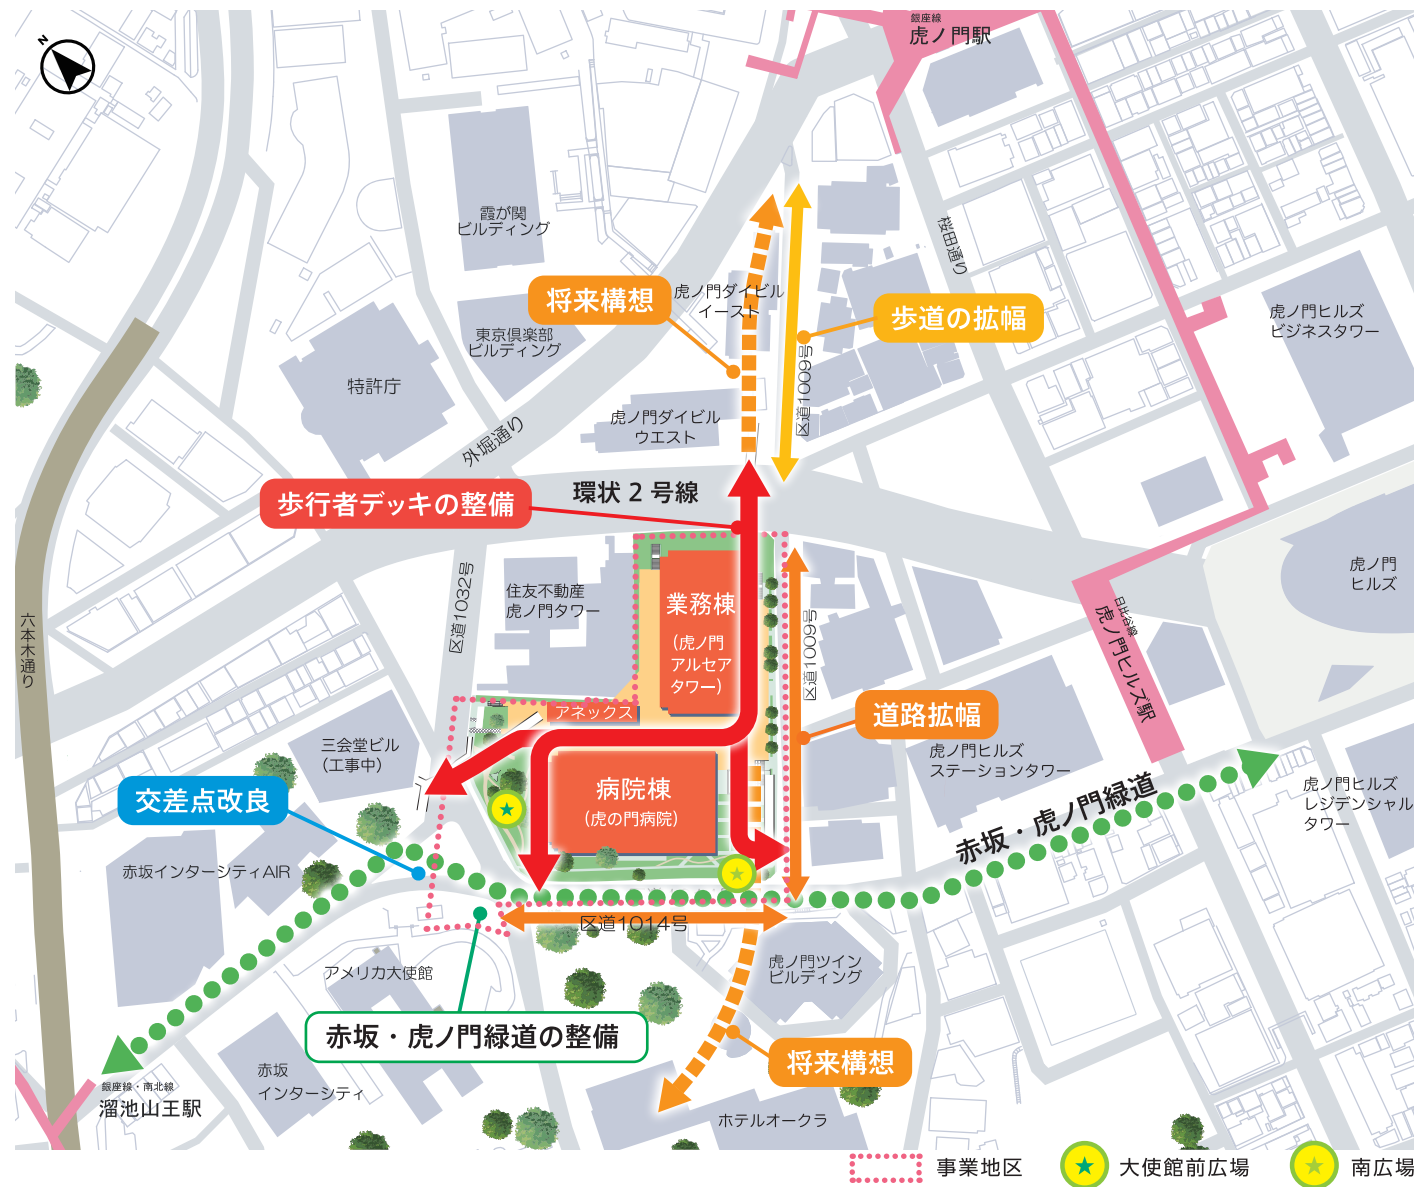 N
銀座線
虎ノ門駅
霞が関
ビルディング
桜田通り
将来構想
虎ノ門ダイビル
イースト
歩道の拡幅
虎ノ門ヒルズ
ビジネスタワー
東京倶楽部
ビルディング
特許庁
区道1009号
虎ノ門ダイビル
ウエスト
外堀通り
歩行者デッキの整備
環状2号線
虎ノ門
ヒルズ
住友不動産
虎ノ門タワー
区道1032号
業務棟
(虎ノ門
アルセア
タワー)
区道1009号
日比谷線
虎ノ門ヒルズ駅
六本木通り
アネックス
道路拡幅
三会堂ビル
(工事中)
虎ノ門ヒルズ
ステーションタワー
交差点改良
病院棟
(虎の門病院)
虎ノ門ヒルズ
レジデンシャル
タワー
赤坂・虎ノ門緑道
赤坂インターシティAIR
区道1014号
アメリカ大使館
虎ノ門ツイン
ビルディング
赤坂・虎ノ門緑道の整備
将来構想
赤坂
インターシティ
銀座線・南北線
溜池山王駅
ホテルオークラ
事業地区
大使館前広場
南広場